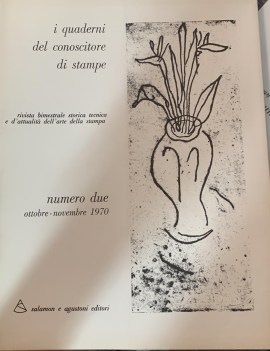 i quaderni
del conoscitore
di stampe
rivista bimestrale storica tecnica
e d'attualità dell'arte della stampa
numero due
ottobre-novembre 1970
salamon e agustoni editori